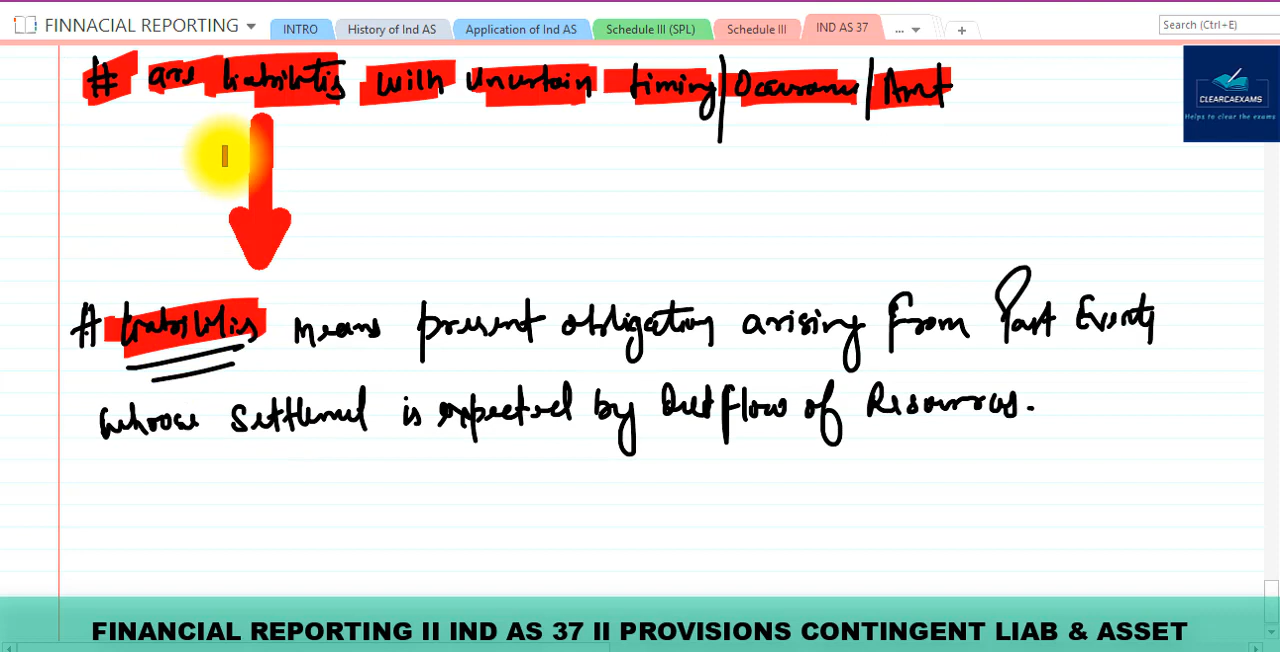 FINNACIAL REPORTING
INTRO
History of Ind AS
Application of Ind AS
Schedule III (SPL)
Schedule III
IND AS 37
...
+
Search (Ctrl+E)
CLEARCAEXAMS
Helps to clear the exams
# are liabilities with Uncertain timing/Occurance/Amt
# Liabilities means present obligation arising from Past Events
whose Settlement is expected by Outflow of Resources.
FINANCIAL REPORTING II IND AS 37 II PROVISIONS CONTINGENT LIAB & ASSET